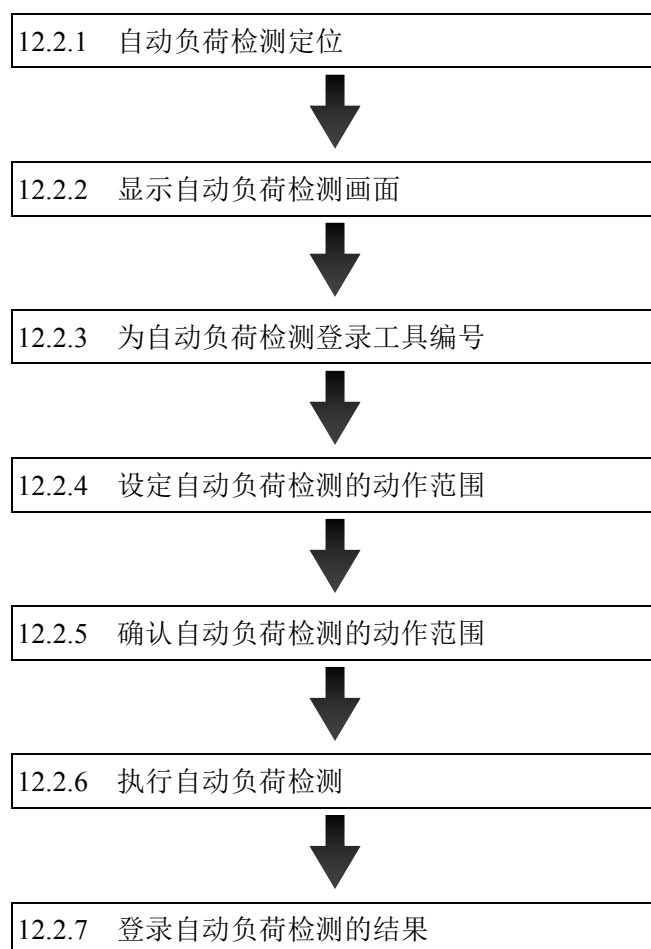 12.2.1 自动负荷检测定位
12.2.2 显示自动负荷检测画面
12.2.3 为自动负荷检测登录工具编号
12.2.4 设定自动负荷检测的动作范围
12.2.5 确认自动负荷检测的动作范围
12.2.6 执行自动负荷检测
12.2.7 登录自动负荷检测的结果